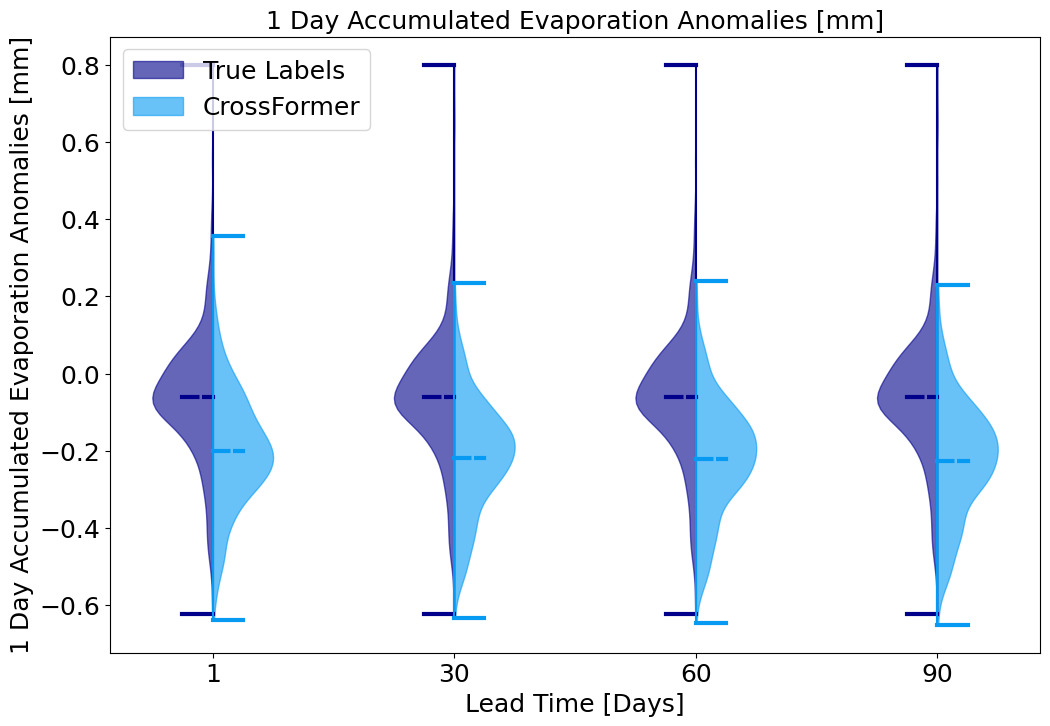 1 Day Accumulated Evaporation Anomalies [mm]
1 Day Accumulated Evaporation Anomalies [mm]
True Labels
CrossFormer
0.8
0.6
0.4
0.2
0.0
−0.2
−0.4
−0.6
1 30 60 90
Lead Time [Days]